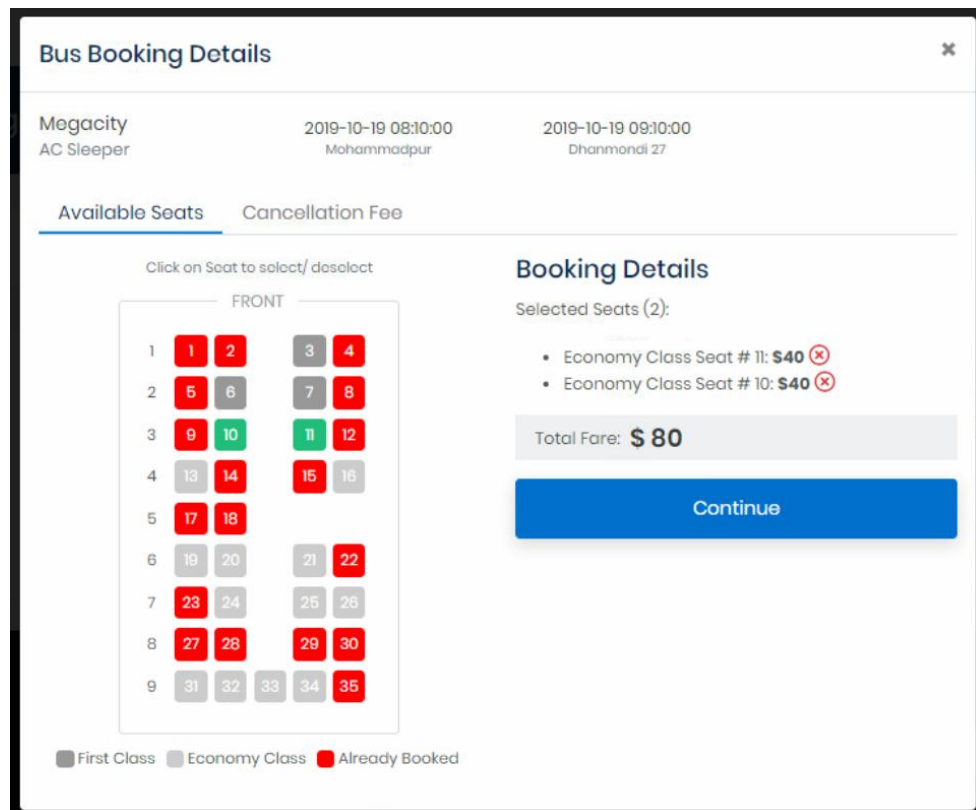 Bus Booking Details
Megacity 2019-10-19 08:10:00 2019-10-19 09:10:00
AC Sleeper Mohammadpur Dhanmondi 27
Available Seats Cancellation Fee
Click on Seat to select/ deselect
FRONT
1 1 2 3 4
2 5 6 7 8
3 9 10 11 12
4 13 14 15 16
5 17 18
6 19 20 21 22
7 23 24 25 26
8 27 28 29 30
9 31 32 33 34 35
First Class Economy Class Already Booked
Booking Details
Selected Seats (2):
• Economy Class Seat # 11: $40
• Economy Class Seat # 10: $40
Total Fare: $ 80
Continue